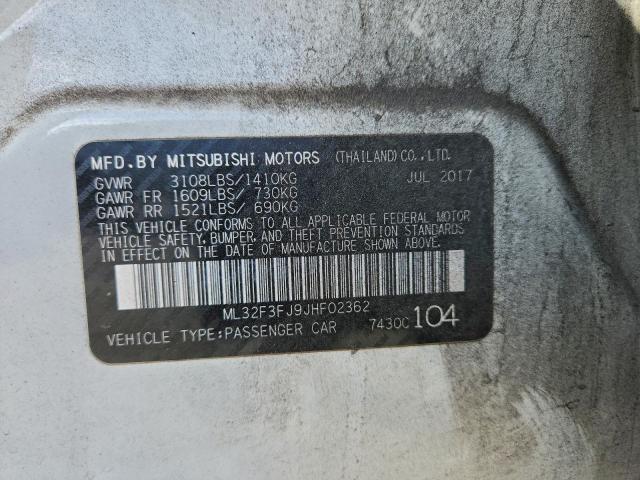 MFD.BY MITSUBISHI MOTORS (THAILAND) CO.,LTD.
GVWR 3108LBS/1410KG JUL 2017
GAWR FR 1609LBS/ 730KG
GAWR RR 1521LBS/ 690KG
THIS VEHICLE CONFORMS TO ALL APPLICABLE FEDERAL MOTOR
VEHICLE SAFETY, BUMPER, AND THEFT PREVENTION STANDARDS
IN EFFECT ON THE DATE OF MANUFACTURE SHOWN ABOVE.
ML32F3FJ9JHF02362
VEHICLE TYPE:PASSENGER CAR 7430C 104